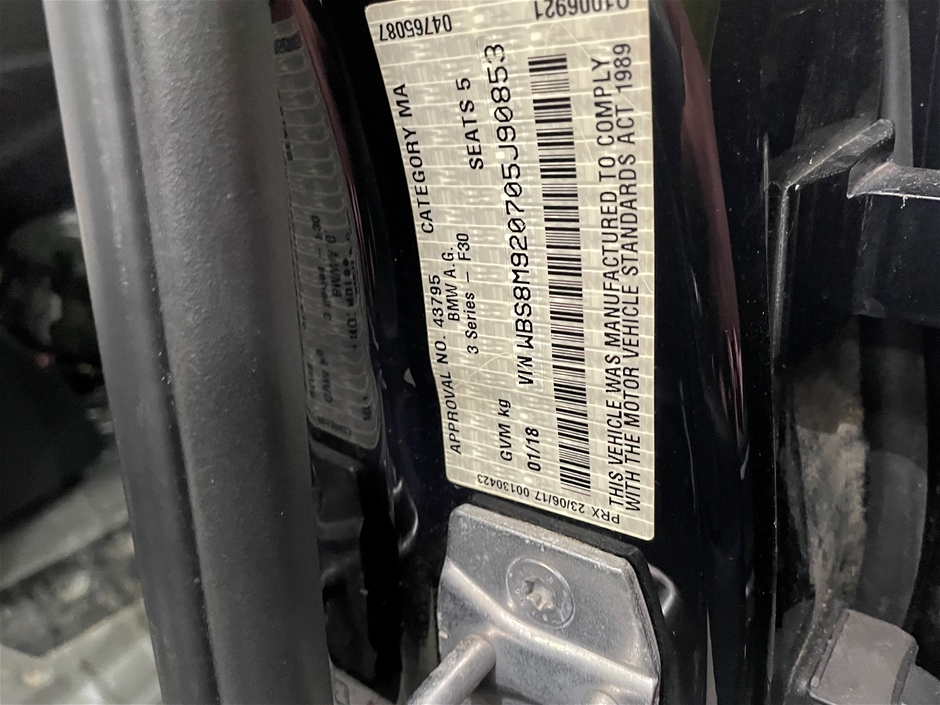 04765087 01006921
APPROVAL NO. 43795 CATEGORY MA
BMW A.G.
3 Series – F30 SEATS 5
GVM kg
VIN WBS8M920705J90853
01/18
THIS VEHICLE WAS MANUFACTURED TO COMPLY
WITH THE MOTOR VEHICLE STANDARDS ACT 1989
PRX 23/06/17 00130423